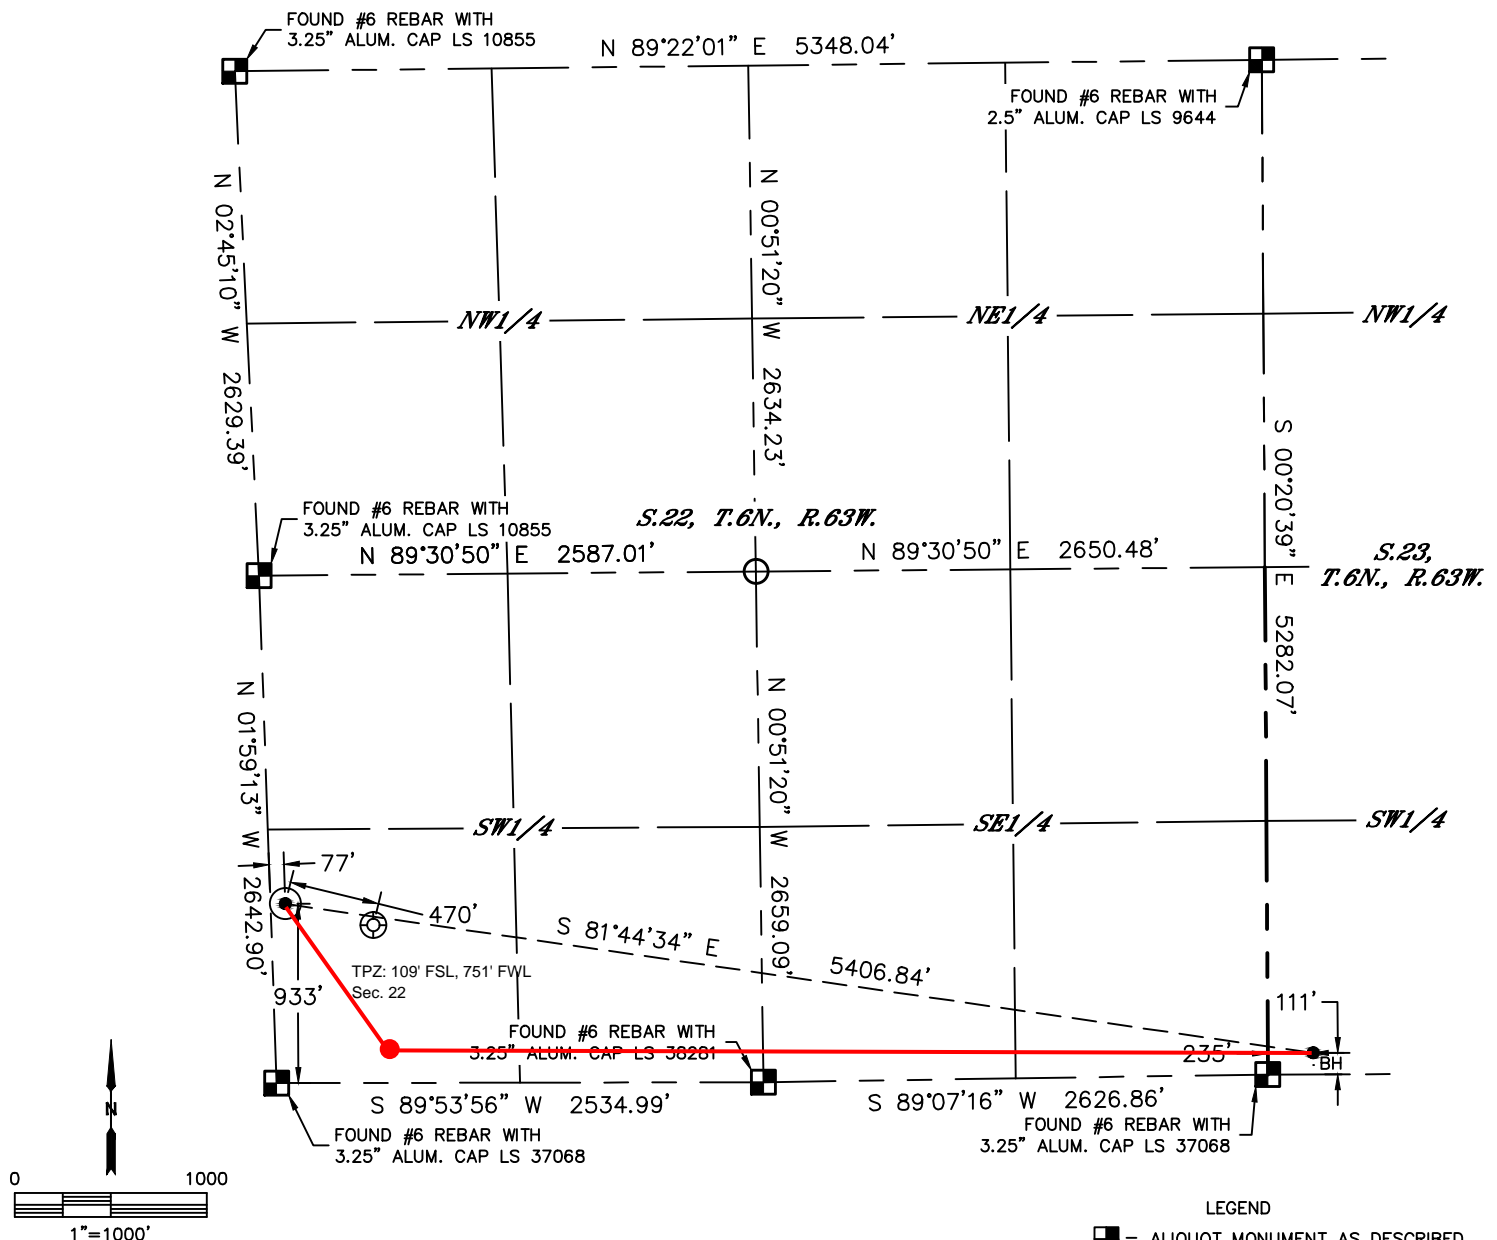 FOUND #6 REBAR WITH
3.25" ALUM. CAP LS 10855
N 89°22'01" E 5348.04'
FOUND #6 REBAR WITH
2.5" ALUM. CAP LS 9644
N 02°45'10" W 2629.39'
N 00°51'20" W 2634.23'
NW1/4
NE1/4
NW1/4
S 00°20'39" E 5282.07'
FOUND #6 REBAR WITH
3.25" ALUM. CAP LS 10855
S.22, T.6N., R.63W.
N 89°30'50" E 2587.01'
N 89°30'50" E 2650.48'
S.23,
T.6N., R.63W.
N 01°59'13" W 2642.90'
N 00°51'20" W 2659.09'
SW1/4
SE1/4
SW1/4
77'
470'
S 81°44'34" E 5406.84'
TPZ: 109' FSL, 751' FWL
Sec. 22
933'
111'
FOUND #6 REBAR WITH
3.25" ALUM. CAP LS 38281
235'
BH
S 89°53'56" W 2534.99'
S 89°07'16" W 2626.86'
FOUND #6 REBAR WITH
3.25" ALUM. CAP LS 37068
FOUND #6 REBAR WITH
3.25" ALUM. CAP LS 37068
N
0 1000
1"=1000'
LEGEND
= ALIQUOT MONUMENT AS DESCRIBED